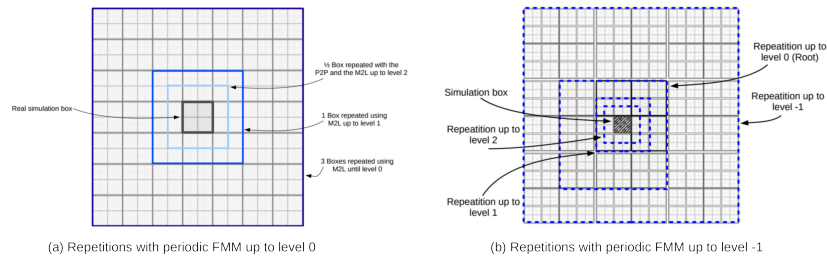 ½ Box repeated with the
P2P and the M2L up to level 2
Real simulation box
1 Box repeated using
M2L up to level 1
3 Boxes repeated using
M2L until level 0
(a) Repetitions with periodic FMM up to level 0
Repeatition up to
level 0 (Root)
Simulation box
Repeatition up to
level -1
Repeatition up to
level 2
Repeatition up to
level 1
(b) Repetitions with periodic FMM up to level -1